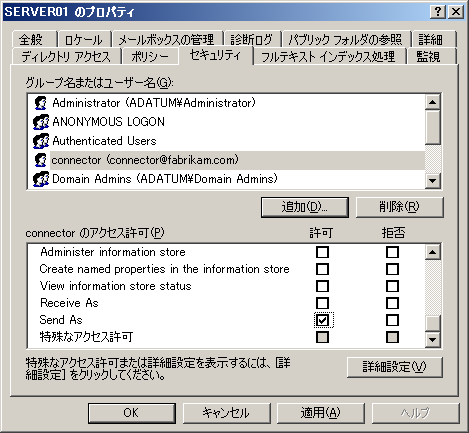 SERVER01 のプロパティ
全般 ロケール メールボックスの管理 診断ログ パブリック フォルダの参照 詳細
ディレクトリ アクセス ポリシー セキュリティ フルテキスト インデックス処理 監視
グループ名またはユーザー名(G):
Administrator (ADATUM¥Administrator)
ANONYMOUS LOGON
Authenticated Users
connector (connector@fabrikam.com)
Domain Admins (ADATUM¥Domain Admins)
追加(D)... 削除(R)
connector のアクセス許可(P) 許可 拒否
Administer information store
Create named properties in the information store
View information store status
Receive As
Send As
特殊なアクセス許可
特殊なアクセス許可または詳細設定を表示するには、[詳
細設定] をクリックしてください。
詳細設定(V)
OK キャンセル 適用(A) ヘルプ